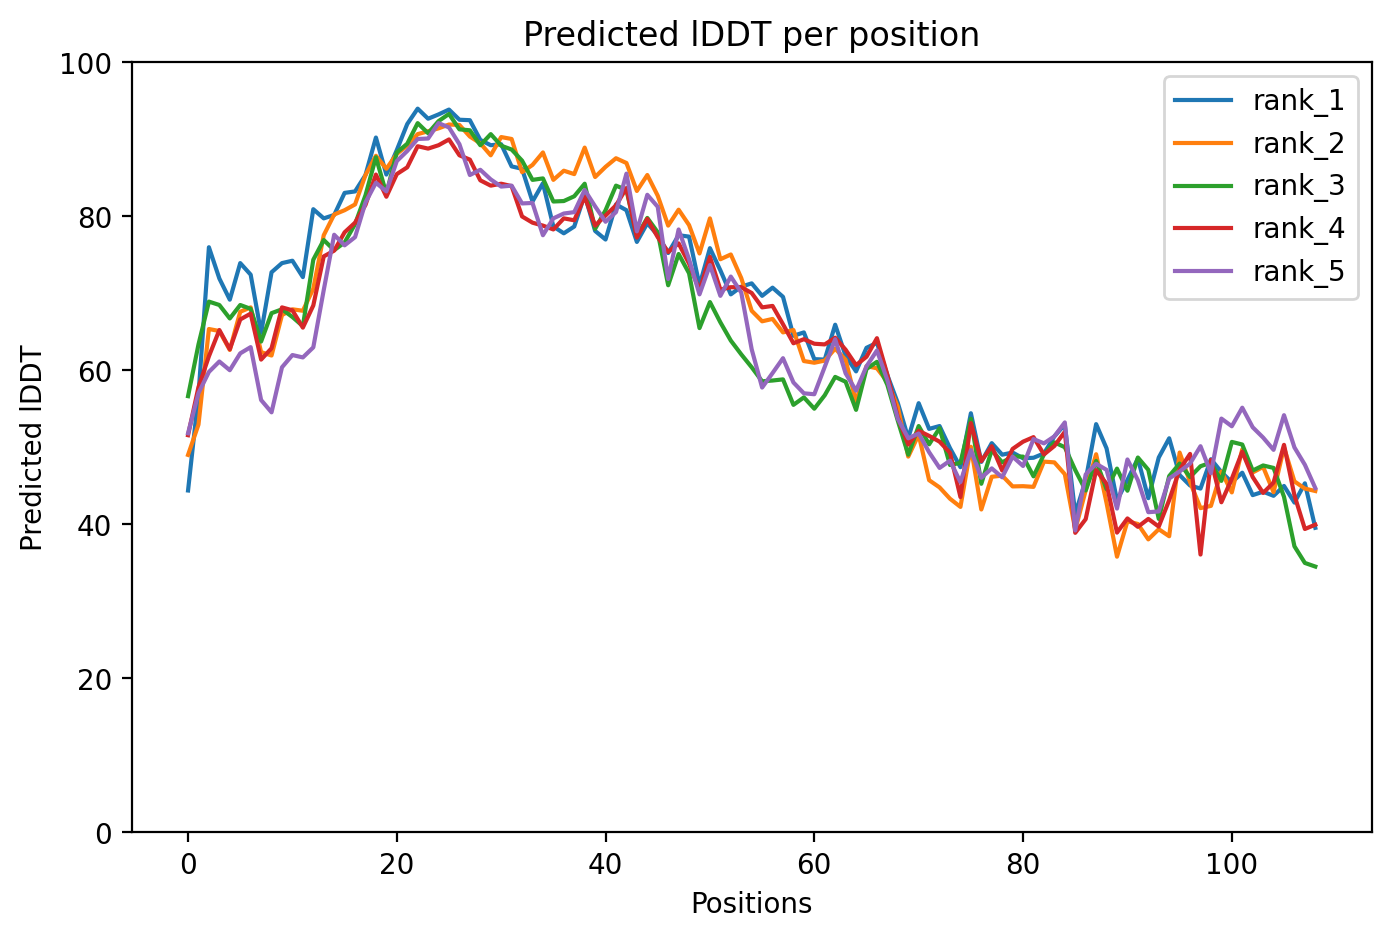 Predicted lDDT per position
100
80
60
40
20
0
Predicted lDDT
0 20 40 60 80 100
Positions
rank_1
rank_2
rank_3
rank_4
rank_5